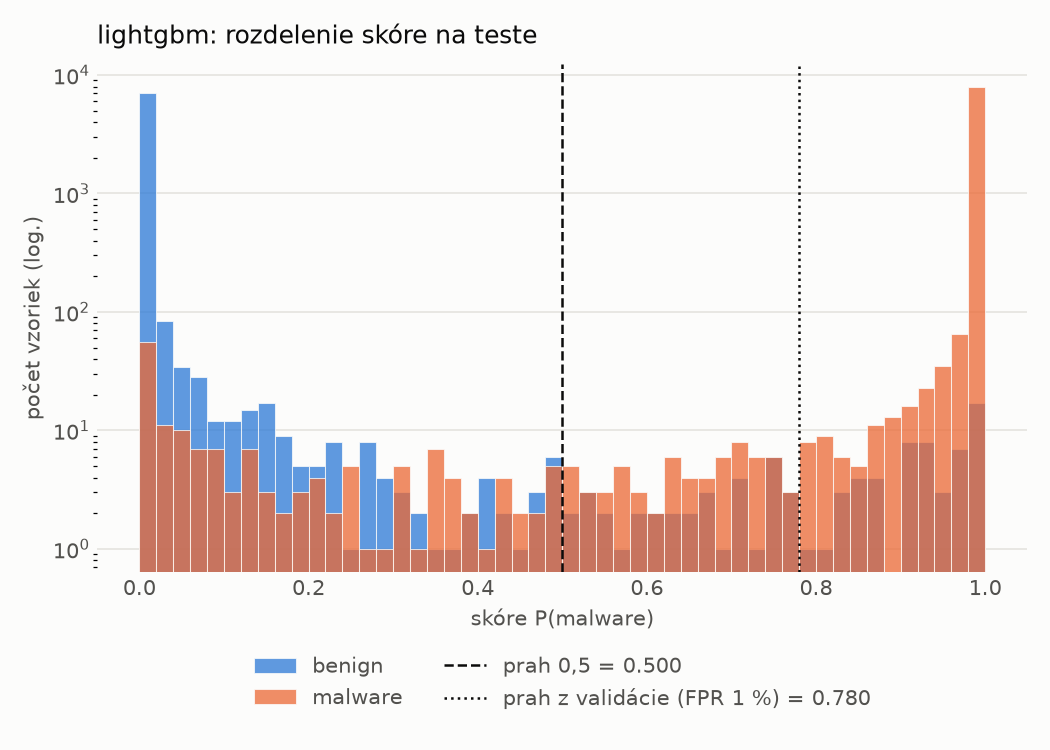 lightgbm: rozdelenie skóre na teste
počet vzoriek (log.)
10⁴
10³
10²
10¹
10⁰
0.0 0.2 0.4 0.6 0.8 1.0
skóre P(malware)
benign
malware
prah 0,5 = 0.500
prah z validácie (FPR 1 %) = 0.780